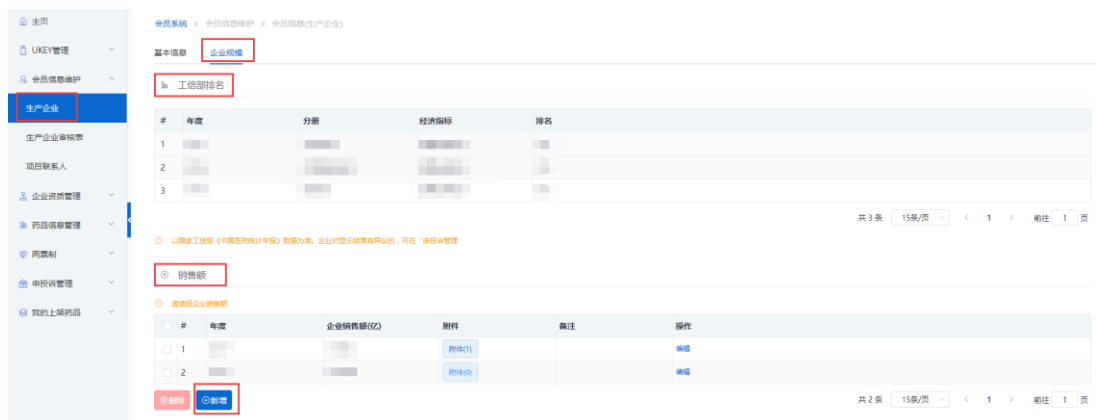 主页
UKEY管理
会员信息维护
生产企业
生产企业审核表
项目联系人
企业资质管理
药品信息管理
两票制
申投诉管理
我的上架药品
会员系统 > 会员信息维护 > 会员信息(生产企业)
基本信息 企业规模
工信部排名
# 年度 分册 经济指标 排名
1
2
3
共 3 条 15条/页 < 1 > 前往 1 页
以国家工信部《中国医药统计年报》数据为准。企业对显示结果有异议的，可在“申投诉管理
销售额
请填报企业销售额
# 年度 企业销售额(亿) 附件 备注 操作
1 附件(1) 编辑
2 附件(0) 编辑
删除 新增
共 2 条 15条/页 < 1 > 前往 1 页